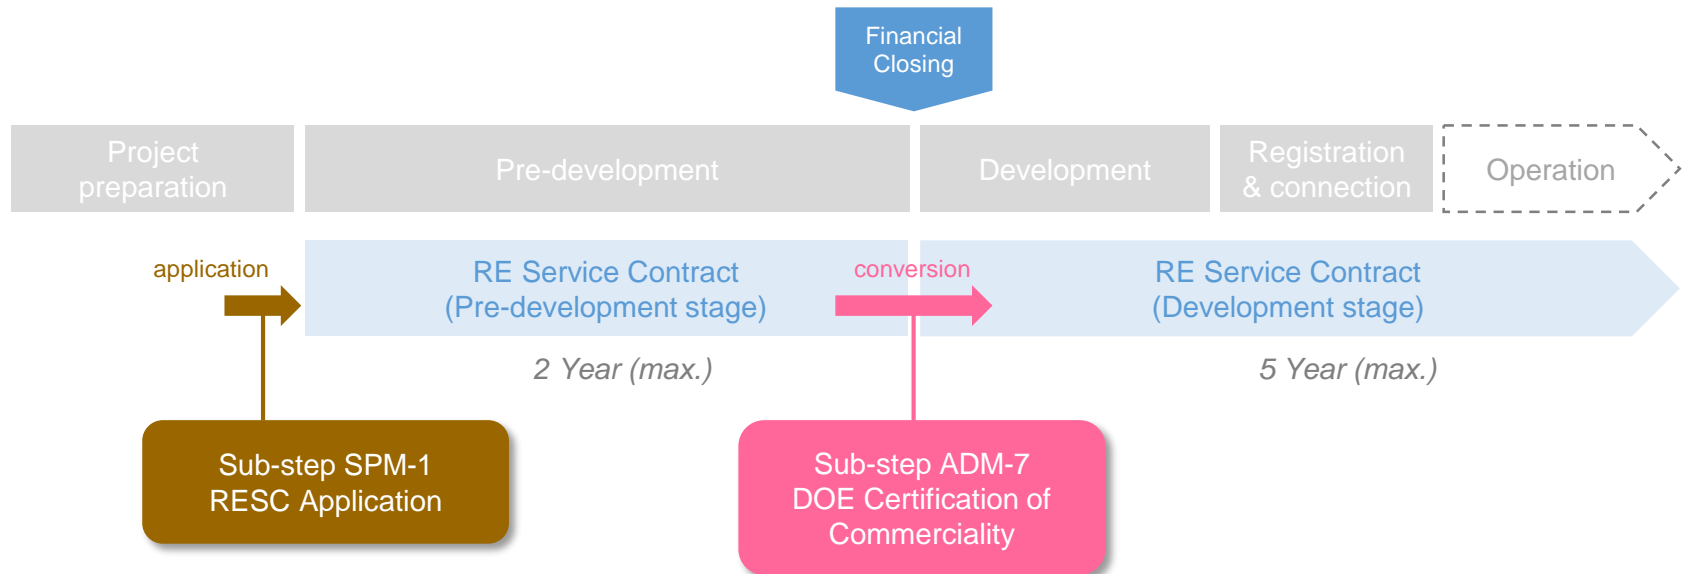 Financial
Closing
Project
preparation
Pre-development
Development
Registration
& connection
Operation
application
RE Service Contract
(Pre-development stage)
conversion
RE Service Contract
(Development stage)
2 Year (max.)
5 Year (max.)
Sub-step SPM-1
RESC Application
Sub-step ADM-7
DOE Certification of
Commerciality